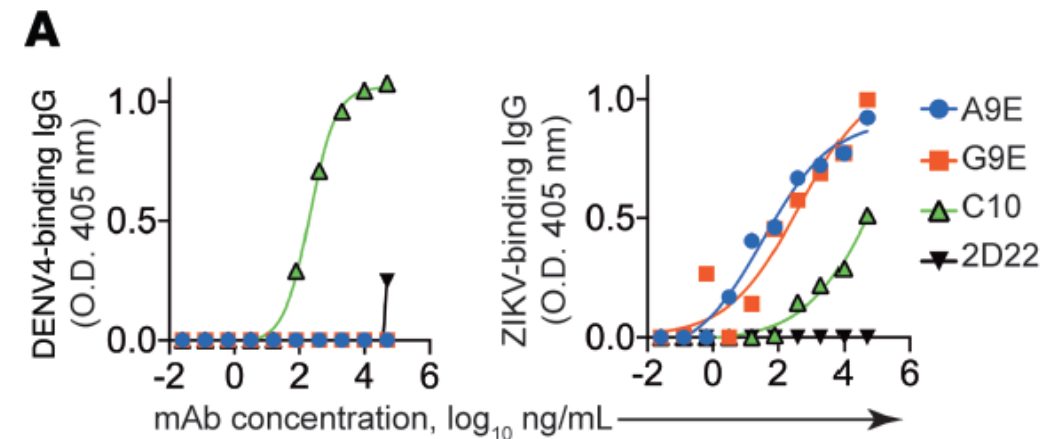 A
DENV4-binding IgG
(O.D. 405 nm)
1.0
0.5
0.0
-2 0 2 4 6
ZIKV-binding IgG
(O.D. 405 nm)
1.0
0.5
0.0
-2 0 2 4 6
A9E
G9E
C10
2D22
mAb concentration, log₁₀ ng/mL